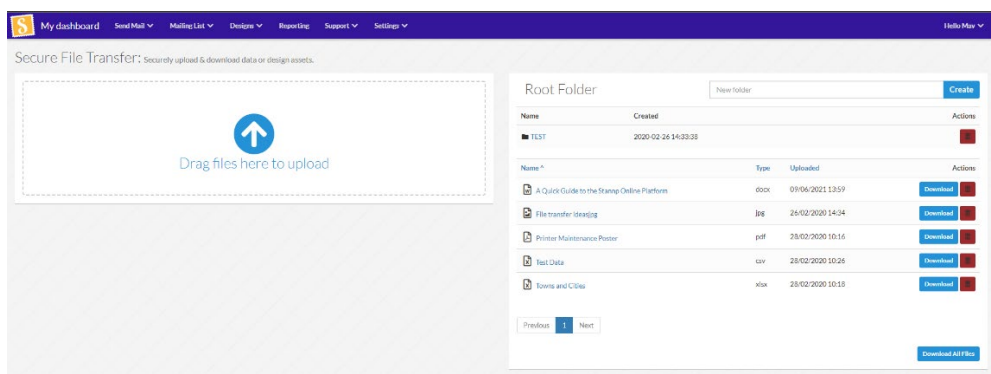 S My dashboard Send Mail Mailing List Designs Reporting Support Settings Hello Mav
Secure File Transfer: Securely upload & download data or design assets.
Drag files here to upload
Root Folder New folder Create
Name Created Actions
TEST 2020-02-26 14:33:38
Name ^ Type Uploaded Actions
A Quick Guide to the Stannp Online Platform docx 09/06/2021 13:59 Download
File transfer ideasjpg jpg 26/02/2020 14:34 Download
Printer Maintenance Poster pdf 28/02/2020 10:16 Download
Test Data csv 28/02/2020 10:26 Download
Towns and Cities xlsx 28/02/2020 10:18 Download
Previous 1 Next
Download All Files